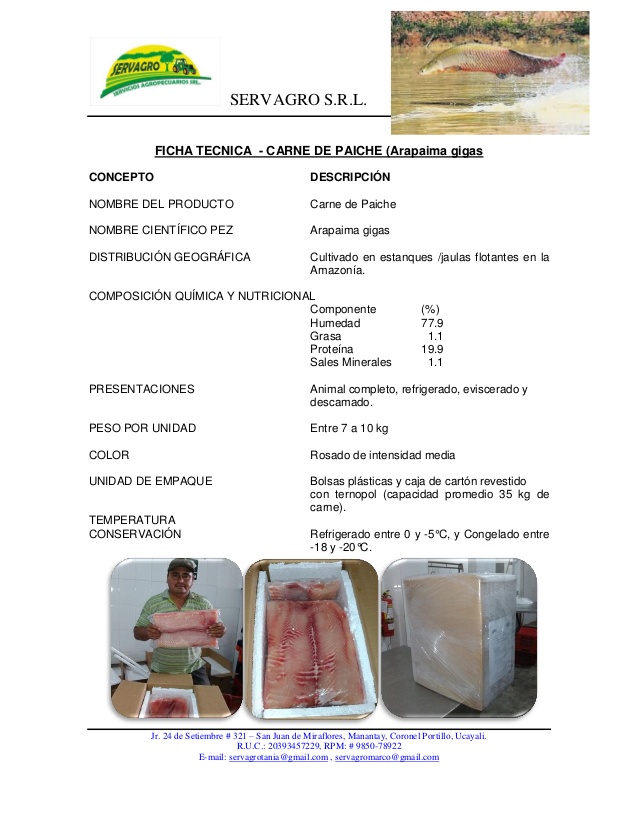 SERVAGRO
SERVICIOS AGROPECUARIOS SRL.
SERVAGRO S.R.L.
FICHA TECNICA - CARNE DE PAICHE (Arapaima gigas
CONCEPTO DESCRIPCIÓN
NOMBRE DEL PRODUCTO Carne de Paiche
NOMBRE CIENTÍFICO PEZ Arapaima gigas
DISTRIBUCIÓN GEOGRÁFICA Cultivado en estanques /jaulas flotantes en la
Amazonía.
COMPOSICIÓN QUÍMICA Y NUTRICIONAL
Componente (%)
Humedad 77.9
Grasa 1.1
Proteína 19.9
Sales Minerales 1.1
PRESENTACIONES Animal completo, refrigerado, eviscerado y
descamado.
PESO POR UNIDAD Entre 7 a 10 kg
COLOR Rosado de intensidad media
UNIDAD DE EMPAQUE Bolsas plásticas y caja de cartón revestido
con ternopol (capacidad promedio 35 kg de
carne).
TEMPERATURA
CONSERVACIÓN Refrigerado entre 0 y -5°C, y Congelado entre
-18 y -20°C.
Jr. 24 de Setiembre # 321 – San Juan de Miraflores, Manantay, Coronel Portillo, Ucayali.
R.U.C.: 20393457229, RPM: # 9850-78922
E-mail: servagrotania@gmail.com , servagromarco@gmail.com